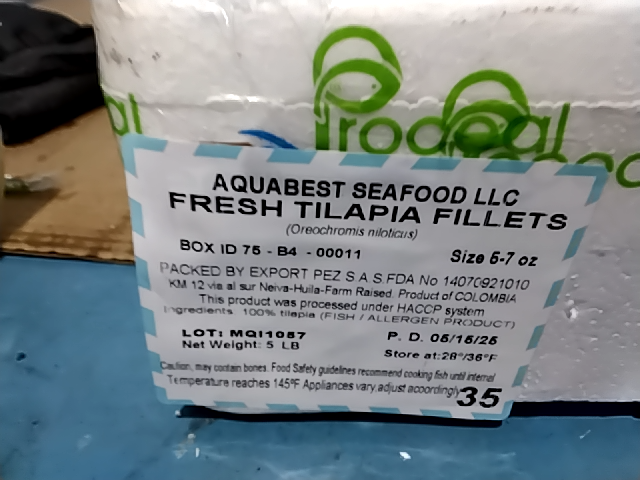 Prodeal
AQUABEST SEAFOOD LLC
FRESH TILAPIA FILLETS
(Oreochromis niloticus)
BOX ID 75 - B4 - 00011
Size 5-7 oz
PACKED BY EXPORT PEZ S.A.S.FDA No 14070921010
KM 12 via al sur Neiva-Huila-Farm Raised. Product of COLOMBIA
This product was processed under HACCP system
Ingredients. 100% tilapia (FISH / ALLERGEN PRODUCT)
LOT: MQI1087
P. D. 05/15/25
Net Weight: 5 LB
Store at:28°/36°F
Caution, may contain bones. Food Safety guidelines recommend cooking fish until internal
Temperature reaches 145°F Appliances vary,adjust acoordingly
35